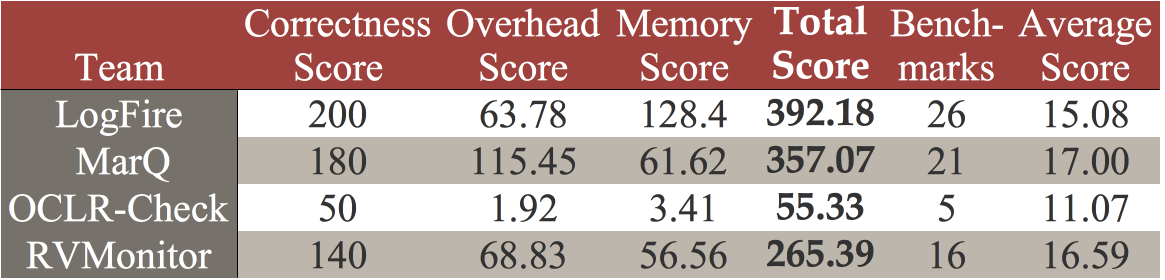 Team Correctness Score Overhead Score Memory Score Total Score Bench-marks Average Score
LogFire 200 63.78 128.4 392.18 26 15.08
MarQ 180 115.45 61.62 357.07 21 17.00
OCLR-Check 50 1.92 3.41 55.33 5 11.07
RVMonitor 140 68.83 56.56 265.39 16 16.59